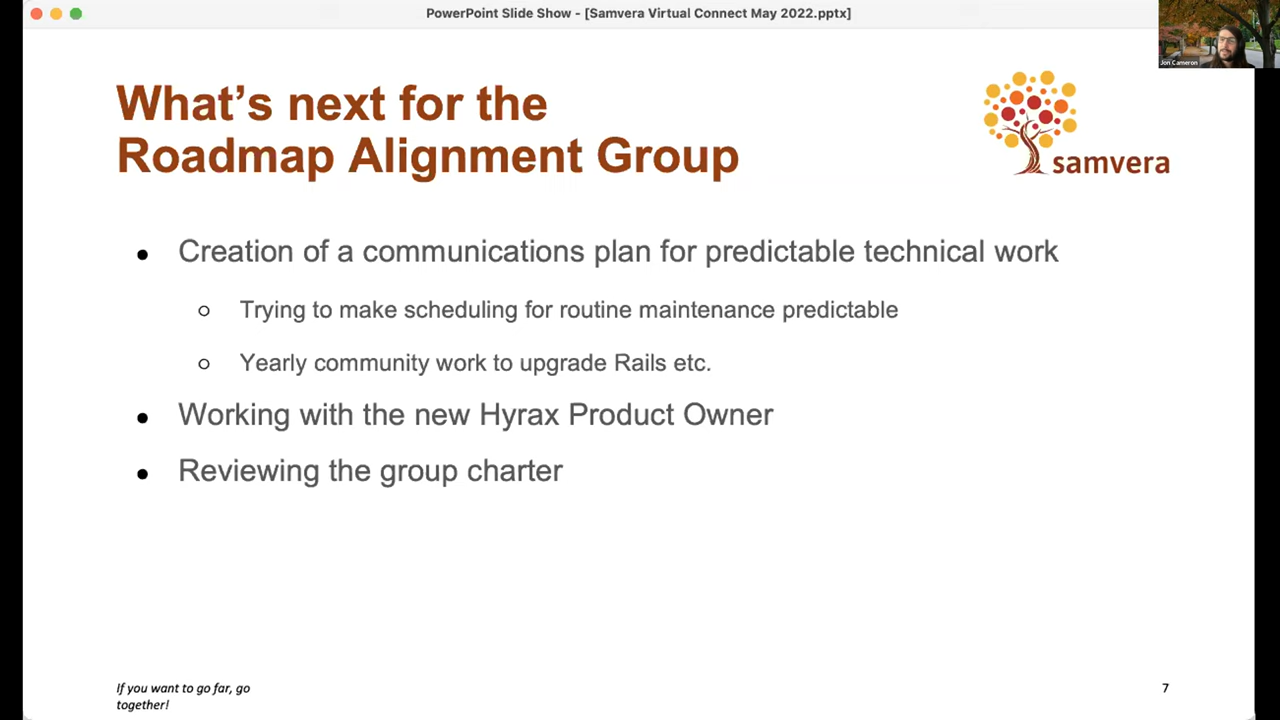 PowerPoint Slide Show - [Samvera Virtual Connect May 2022.pptx]
Jon Cameron
What’s next for the
Roadmap Alignment Group
samvera
● Creation of a communications plan for predictable technical work
○ Trying to make scheduling for routine maintenance predictable
○ Yearly community work to upgrade Rails etc.
● Working with the new Hyrax Product Owner
● Reviewing the group charter
If you want to go far, go
together!
7